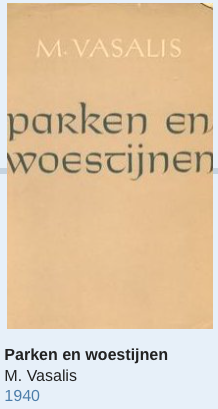 M. VASALIS
parken en
woestijnen
Parken en woestijnen
M. Vasalis
1940